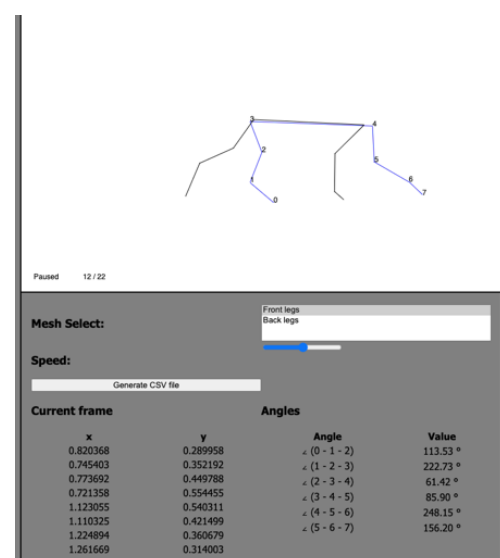 3
4
2
5
1
6
7
0
Paused 12 / 22
Mesh Select:
Front legs
Back legs
Speed:
Generate CSV file
Current frame Angles
x y Angle Value
0.820368 0.289958 ∠ (0 - 1 - 2) 113.53 °
0.745403 0.352192 ∠ (1 - 2 - 3) 222.73 °
0.773692 0.449788 ∠ (2 - 3 - 4) 61.42 °
0.721358 0.554455 ∠ (3 - 4 - 5) 85.90 °
1.123055 0.540311 ∠ (4 - 5 - 6) 248.15 °
1.110325 0.421499 ∠ (5 - 6 - 7) 156.20 °
1.224894 0.360679
1.261669 0.314003